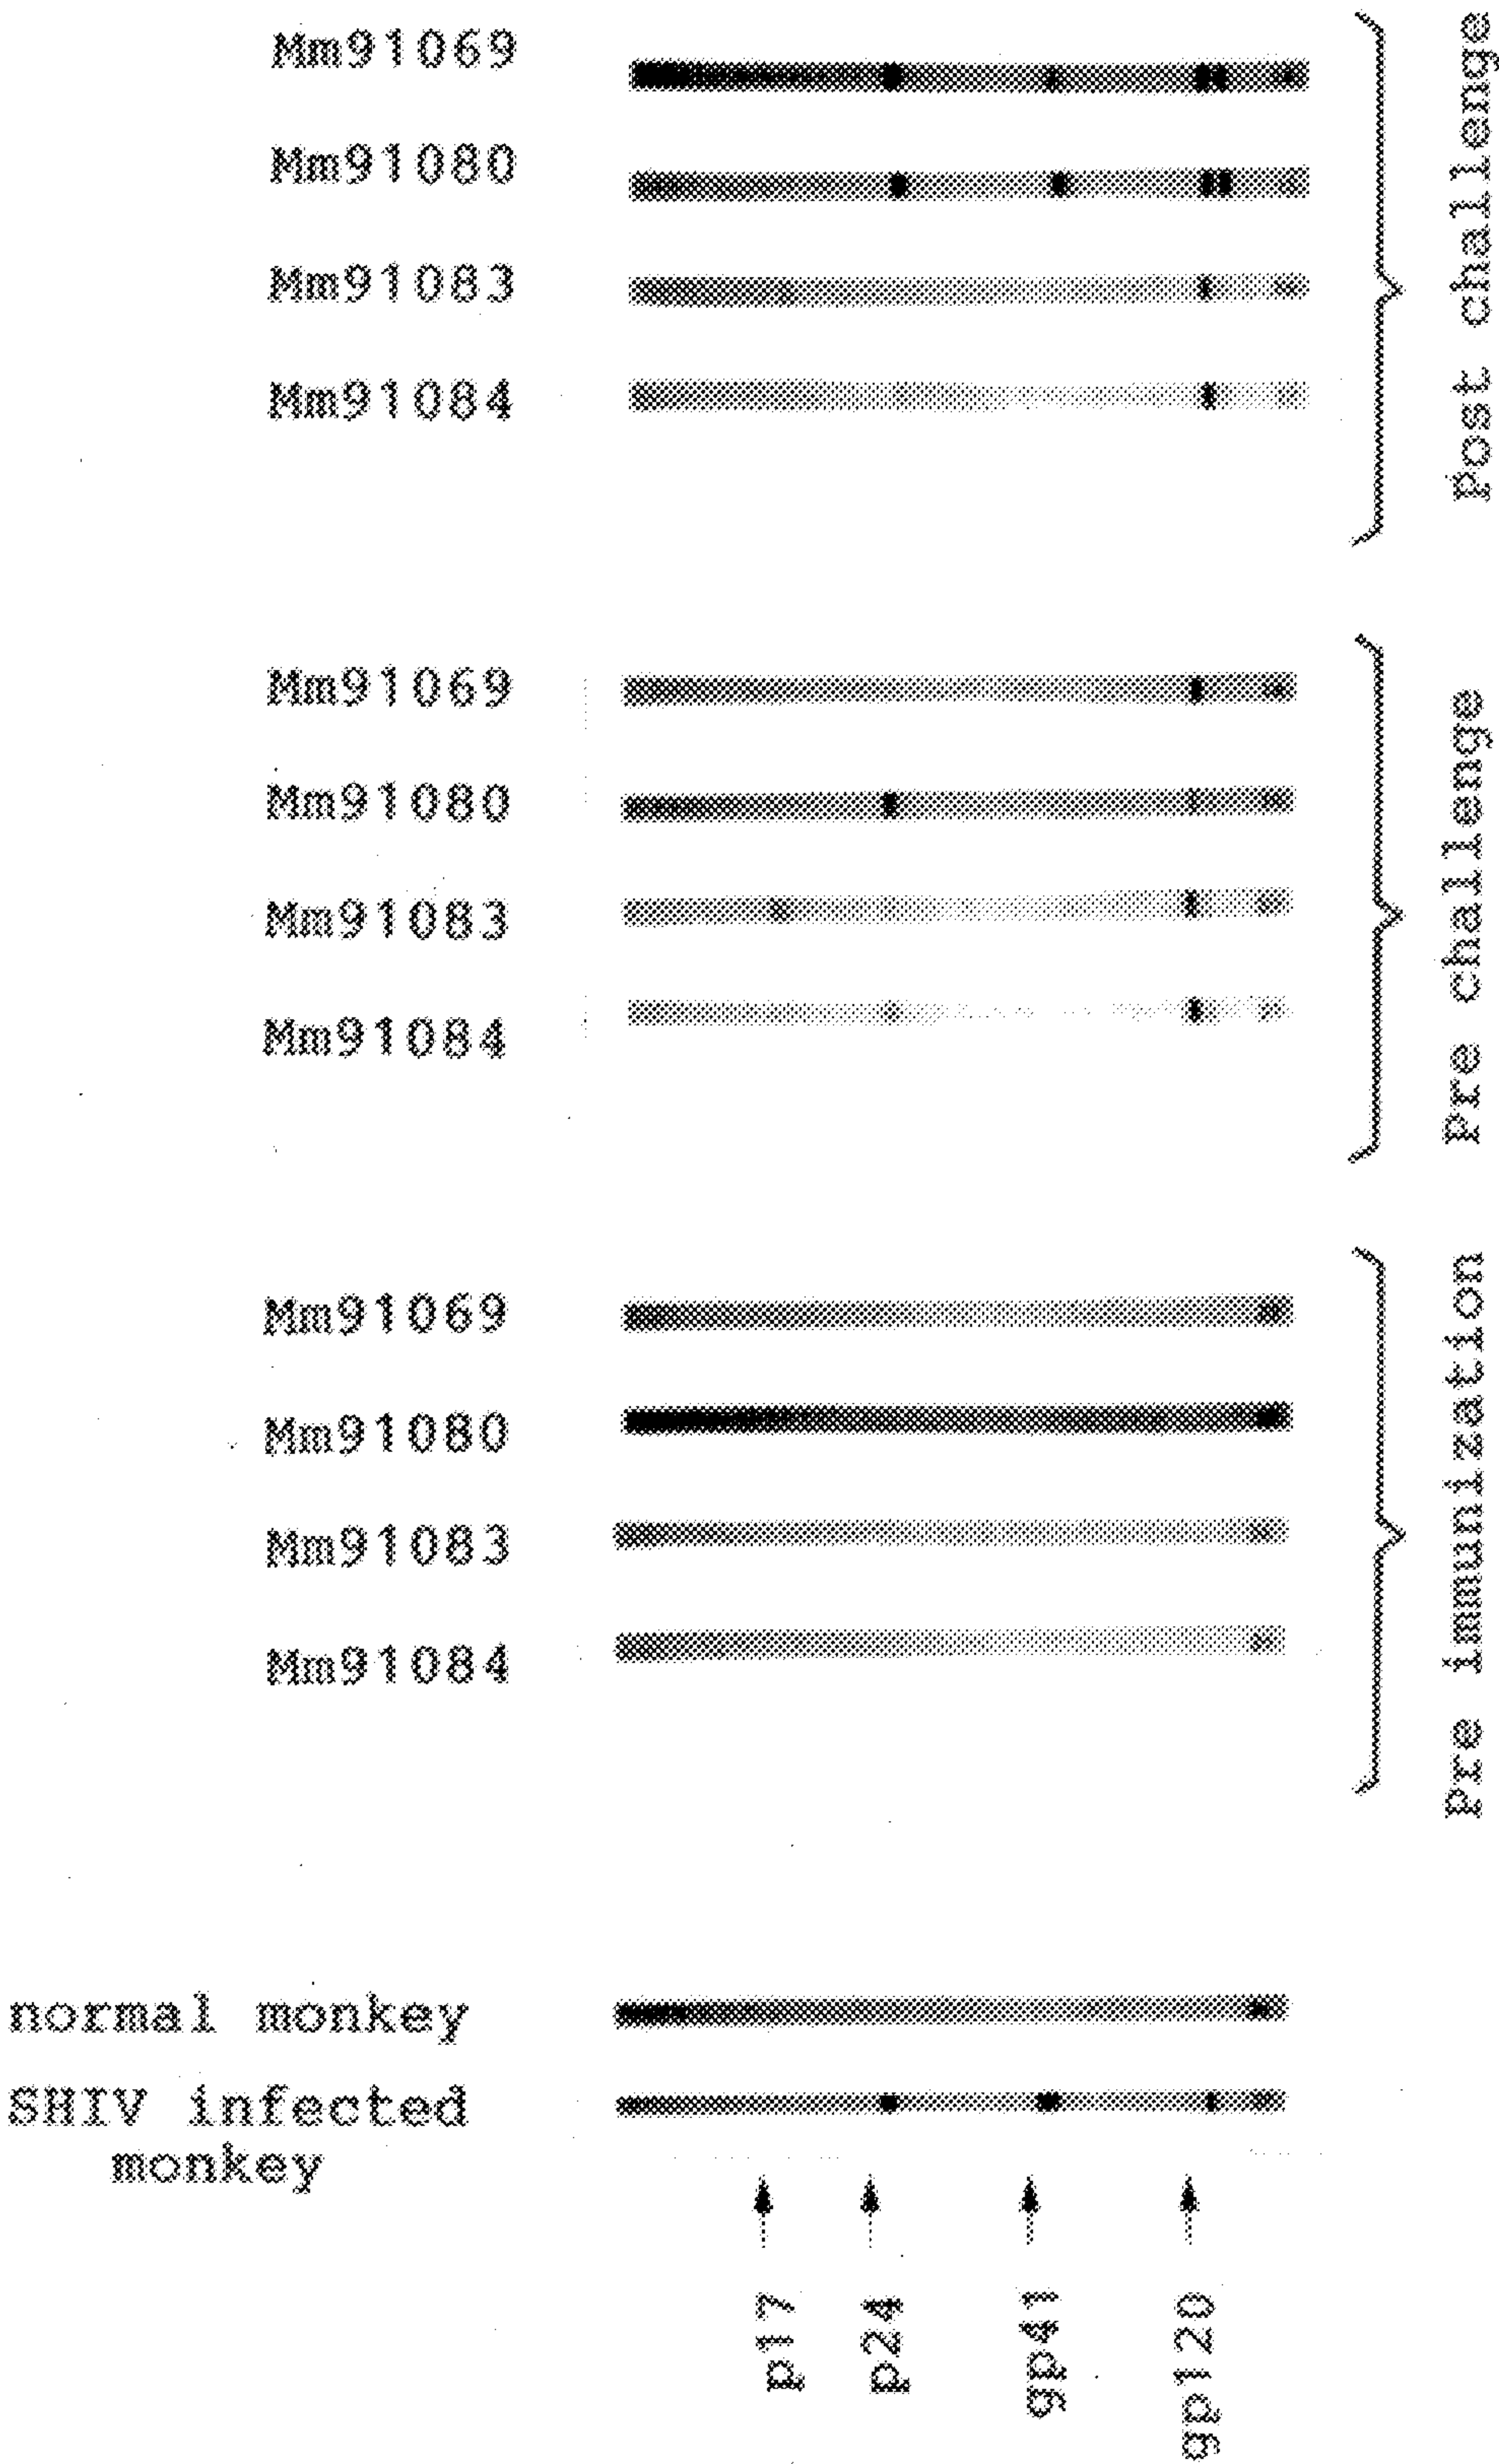 Mm91069
Mm91080
Mm91083
Mm91084
Post challenge
Mm91069
Mm91080
Mm91083
Mm91084
Pre challenge
Mm91069
Mm91080
Mm91083
Mm91084
Pre immunization
normal monkey
SHIV infected
monkey
p17
p24
gp41
gp120